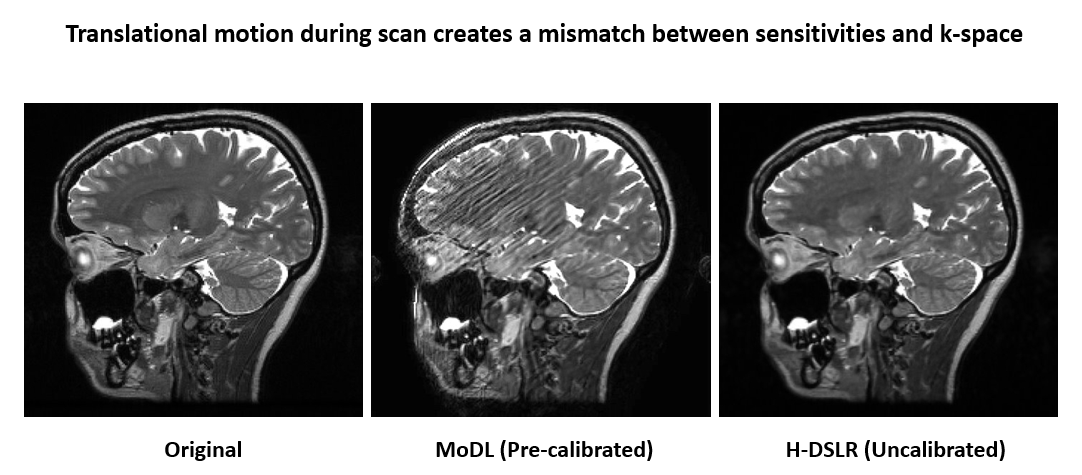 Translational motion during scan creates a mismatch between sensitivities and k-space
Original
MoDL (Pre-calibrated)
H-DSLR (Uncalibrated)